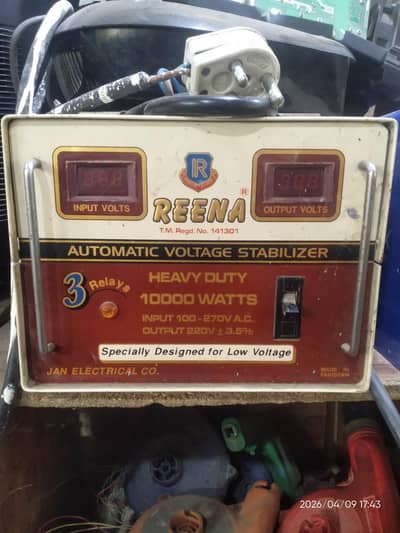 R
INPUT VOLTS
REENA
®
OUTPUT VOLTS
T.M. Regd. No. 141301
AUTOMATIC VOLTAGE STABILIZER
3 Relays
HEAVY DUTY
10000 WATTS
INPUT 100-270V A.C.
OUTPUT 220V ± 3.5%
Specially Designed for Low Voltage
JAN ELECTRICAL CO.
MADE IN
PAKISTAN
2026/04/09 17:43